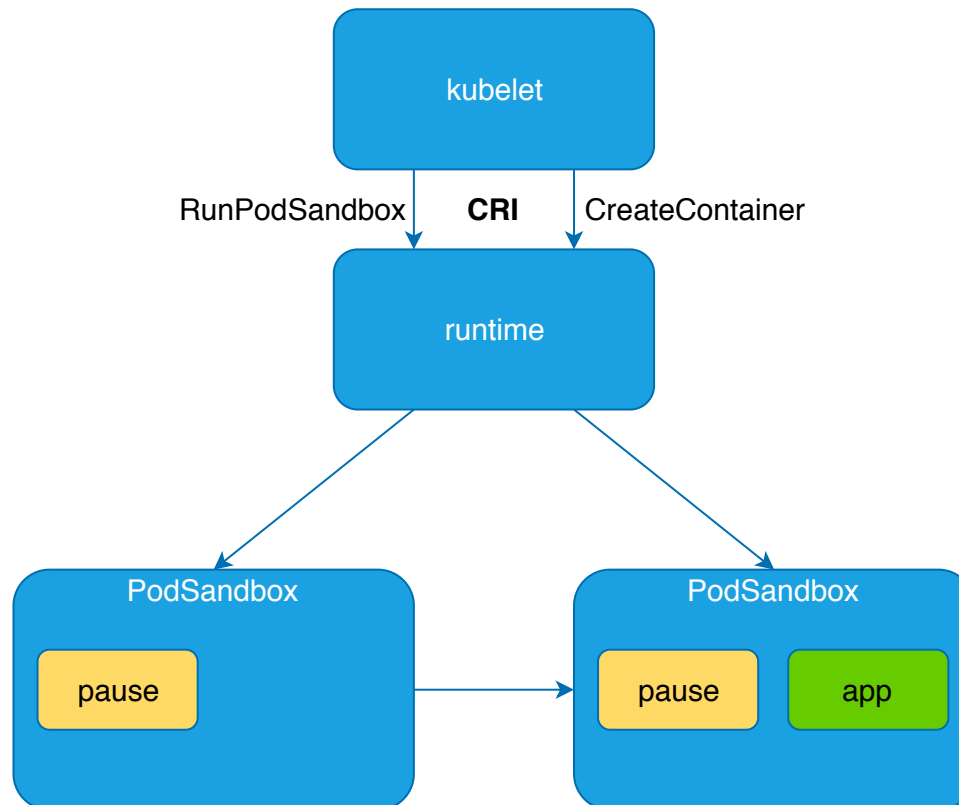 kubelet
RunPodSandbox CRI CreateContainer
runtime
PodSandbox PodSandbox
pause pause app